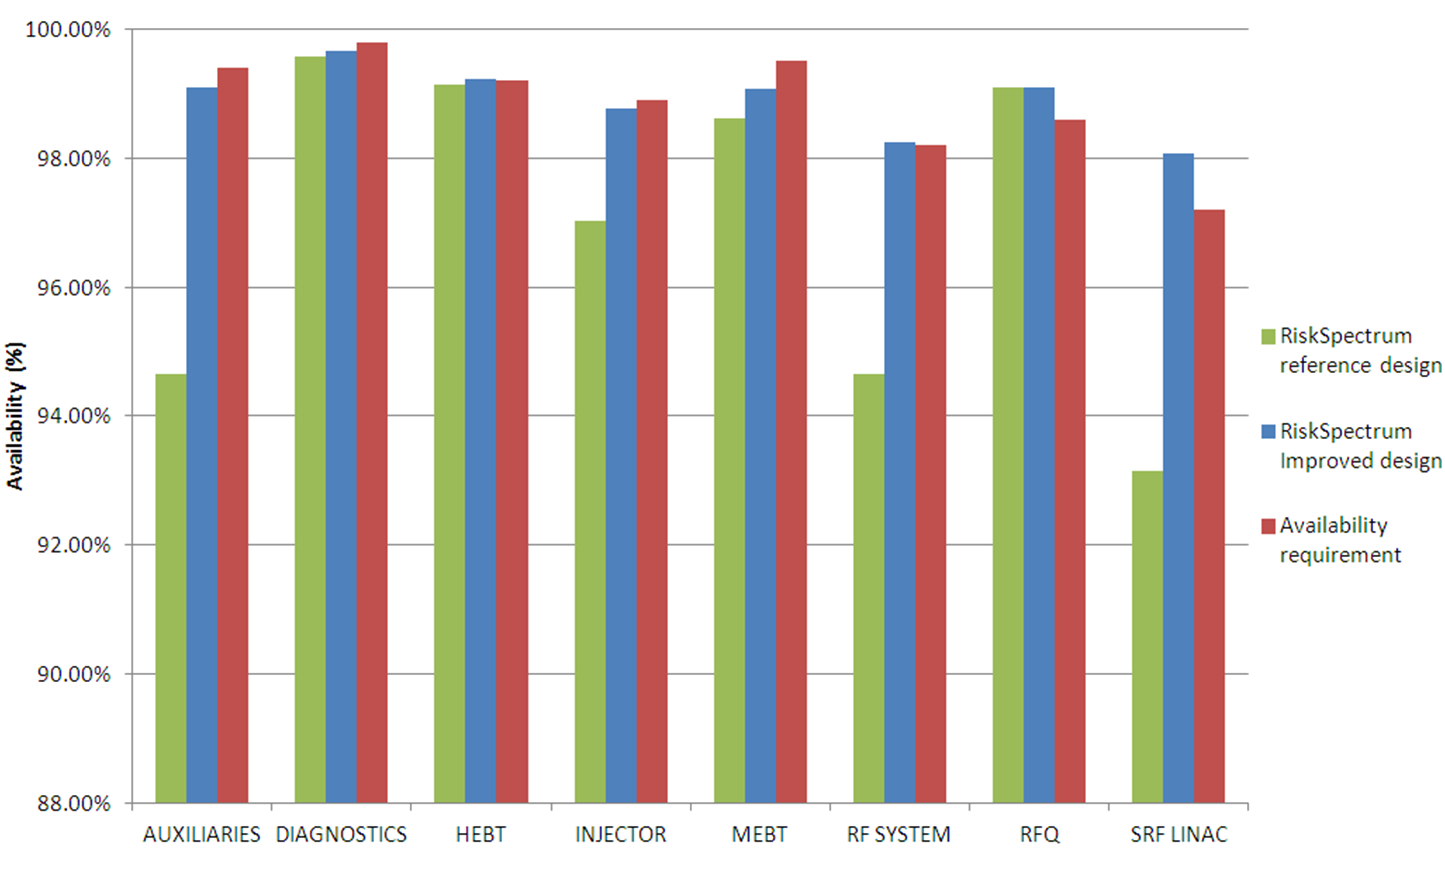 100.00%
98.00%
96.00%
94.00%
92.00%
90.00%
88.00%
Availability (%)
AUXILIARIES
DIAGNOSTICS
HEBT
INJECTOR
MEBT
RF SYSTEM
RFQ
SRF LINAC
RiskSpectrum
reference design
RiskSpectrum
Improved design
Availability
requirement